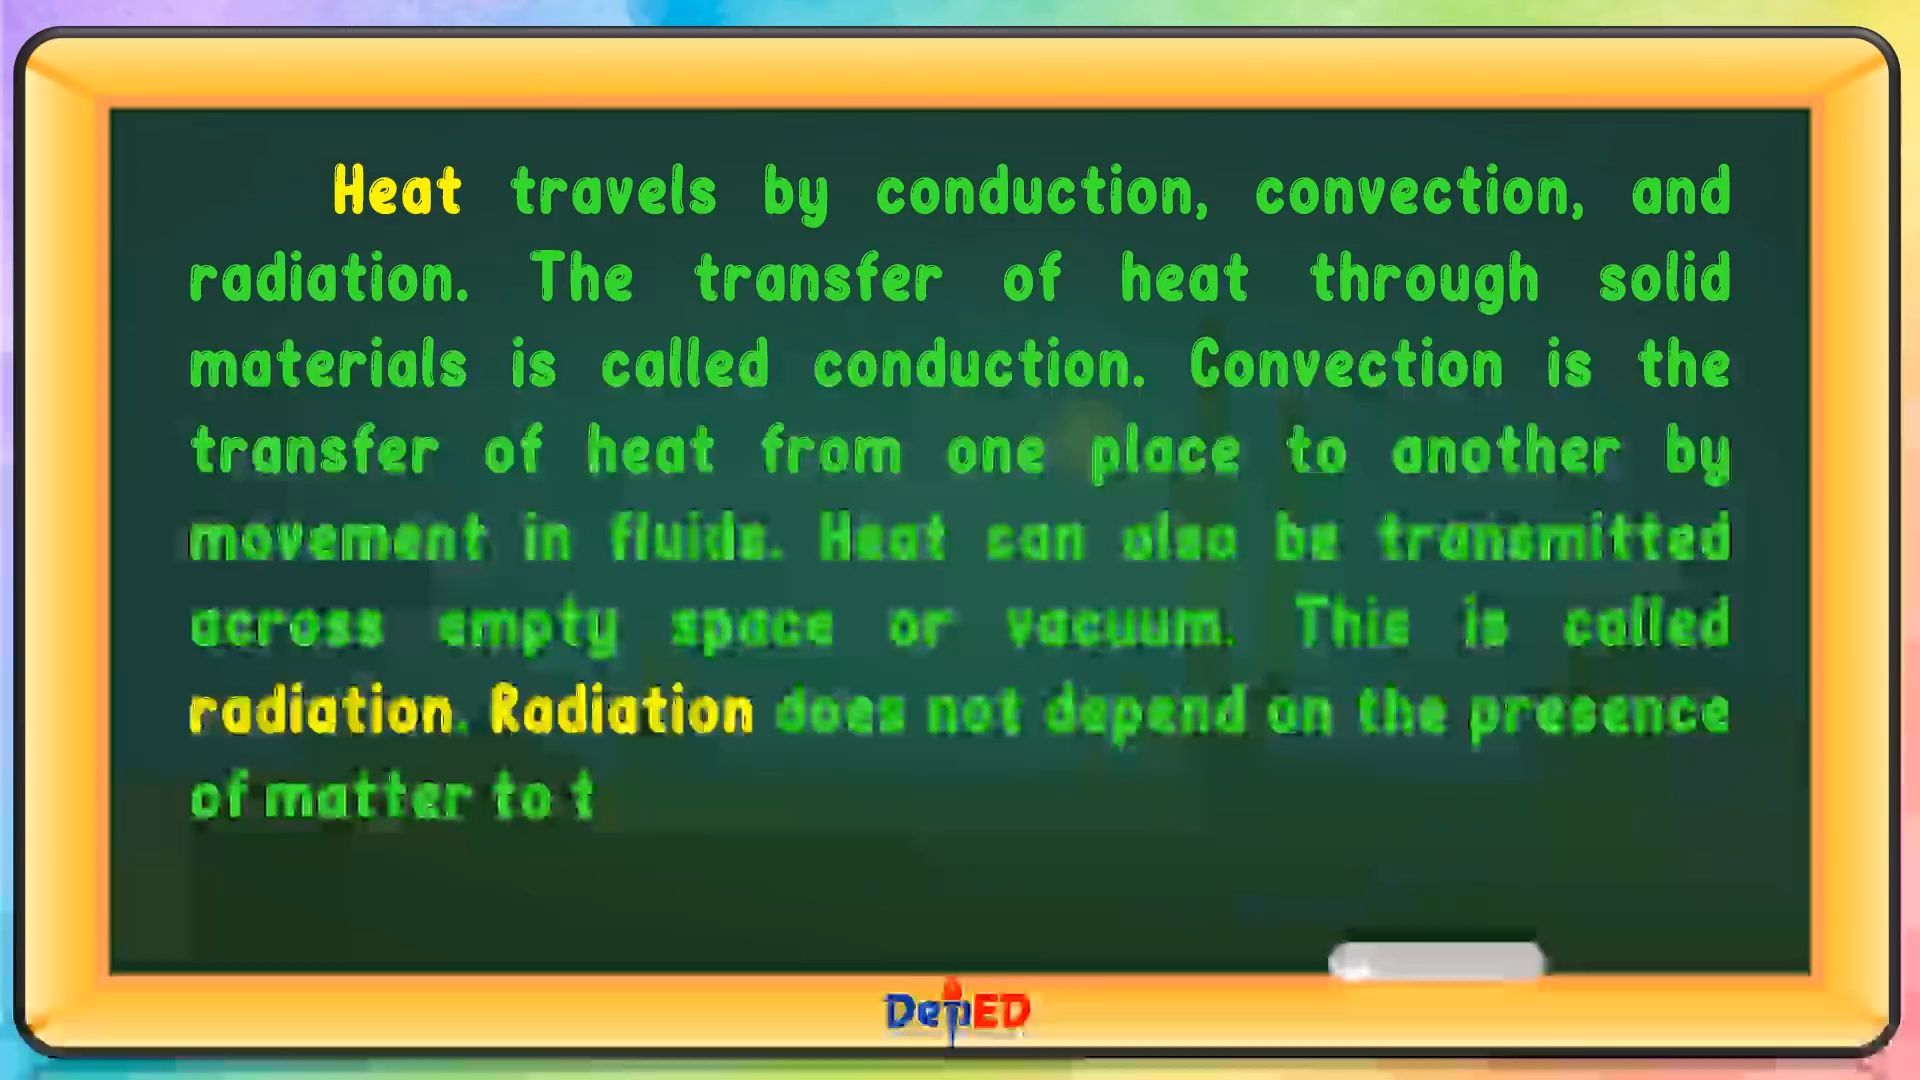 Heat travels by conduction, convection, and
radiation. The transfer of heat through solid
materials is called conduction. Convection is the
transfer of heat from one place to another by
movement in fluids. Heat can also be transmitted
across empty space or vacuum. This is called
radiation. Radiation does not depend on the presence
of matter to t
DepED